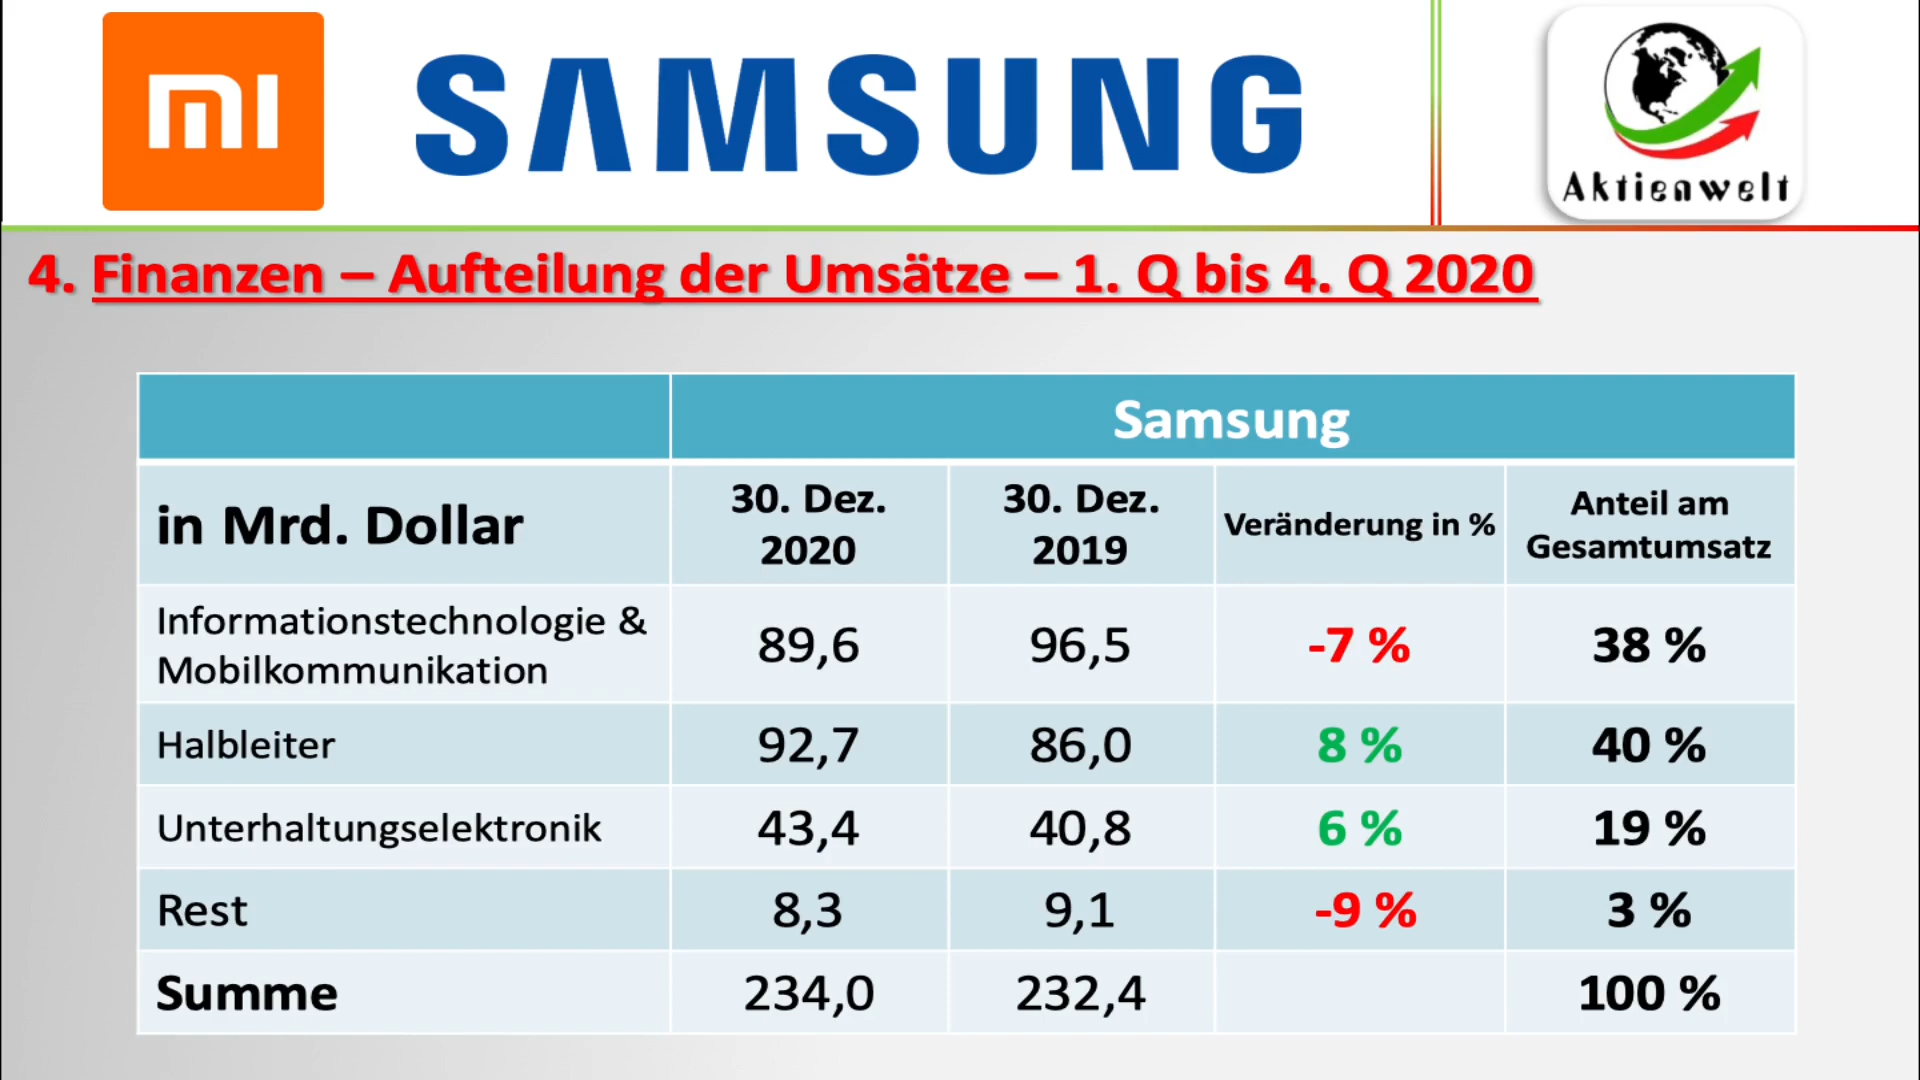 mi
SAMSUNG
Aktienwelt
4. Finanzen – Aufteilung der Umsätze – 1. Q bis 4. Q 2020
Samsung
in Mrd. Dollar
30. Dez.
2020
30. Dez.
2019
Veränderung in %
Anteil am
Gesamtumsatz
Informationstechnologie &
Mobilkommunikation
89,6
96,5
-7 %
38 %
Halbleiter
92,7
86,0
8 %
40 %
Unterhaltungselektronik
43,4
40,8
6 %
19 %
Rest
8,3
9,1
-9 %
3 %
Summe
234,0
232,4
100 %